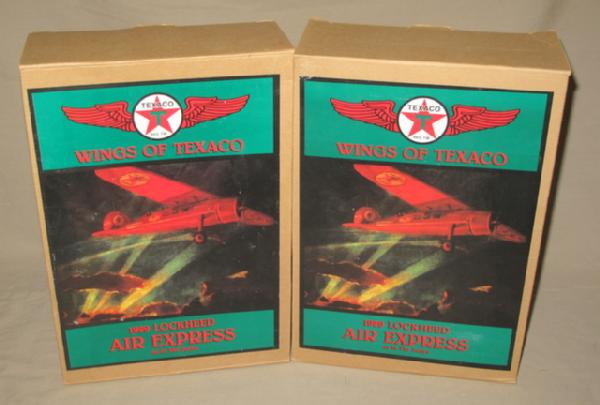 TEXACO
T
WINGS OF TEXACO
1929 LOCKHEED
AIR EXPRESS
TEXACO
T
WINGS OF TEXACO
1929 LOCKHEED
AIR EXPRESS